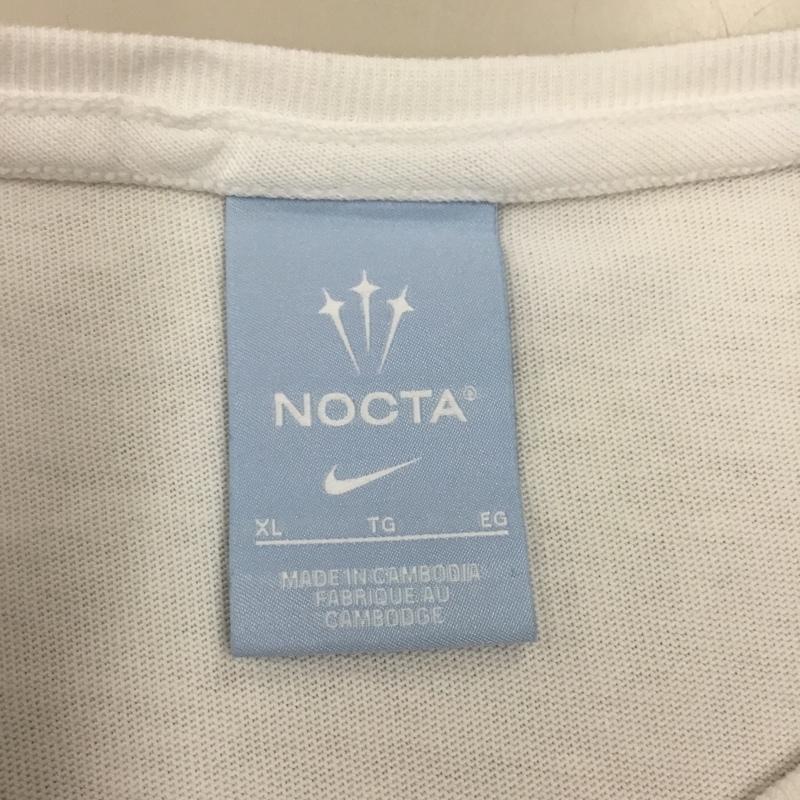 NOCTA®
XL TG EG
MADE IN CAMBODIA
FABRIQUE AU
CAMBODGE